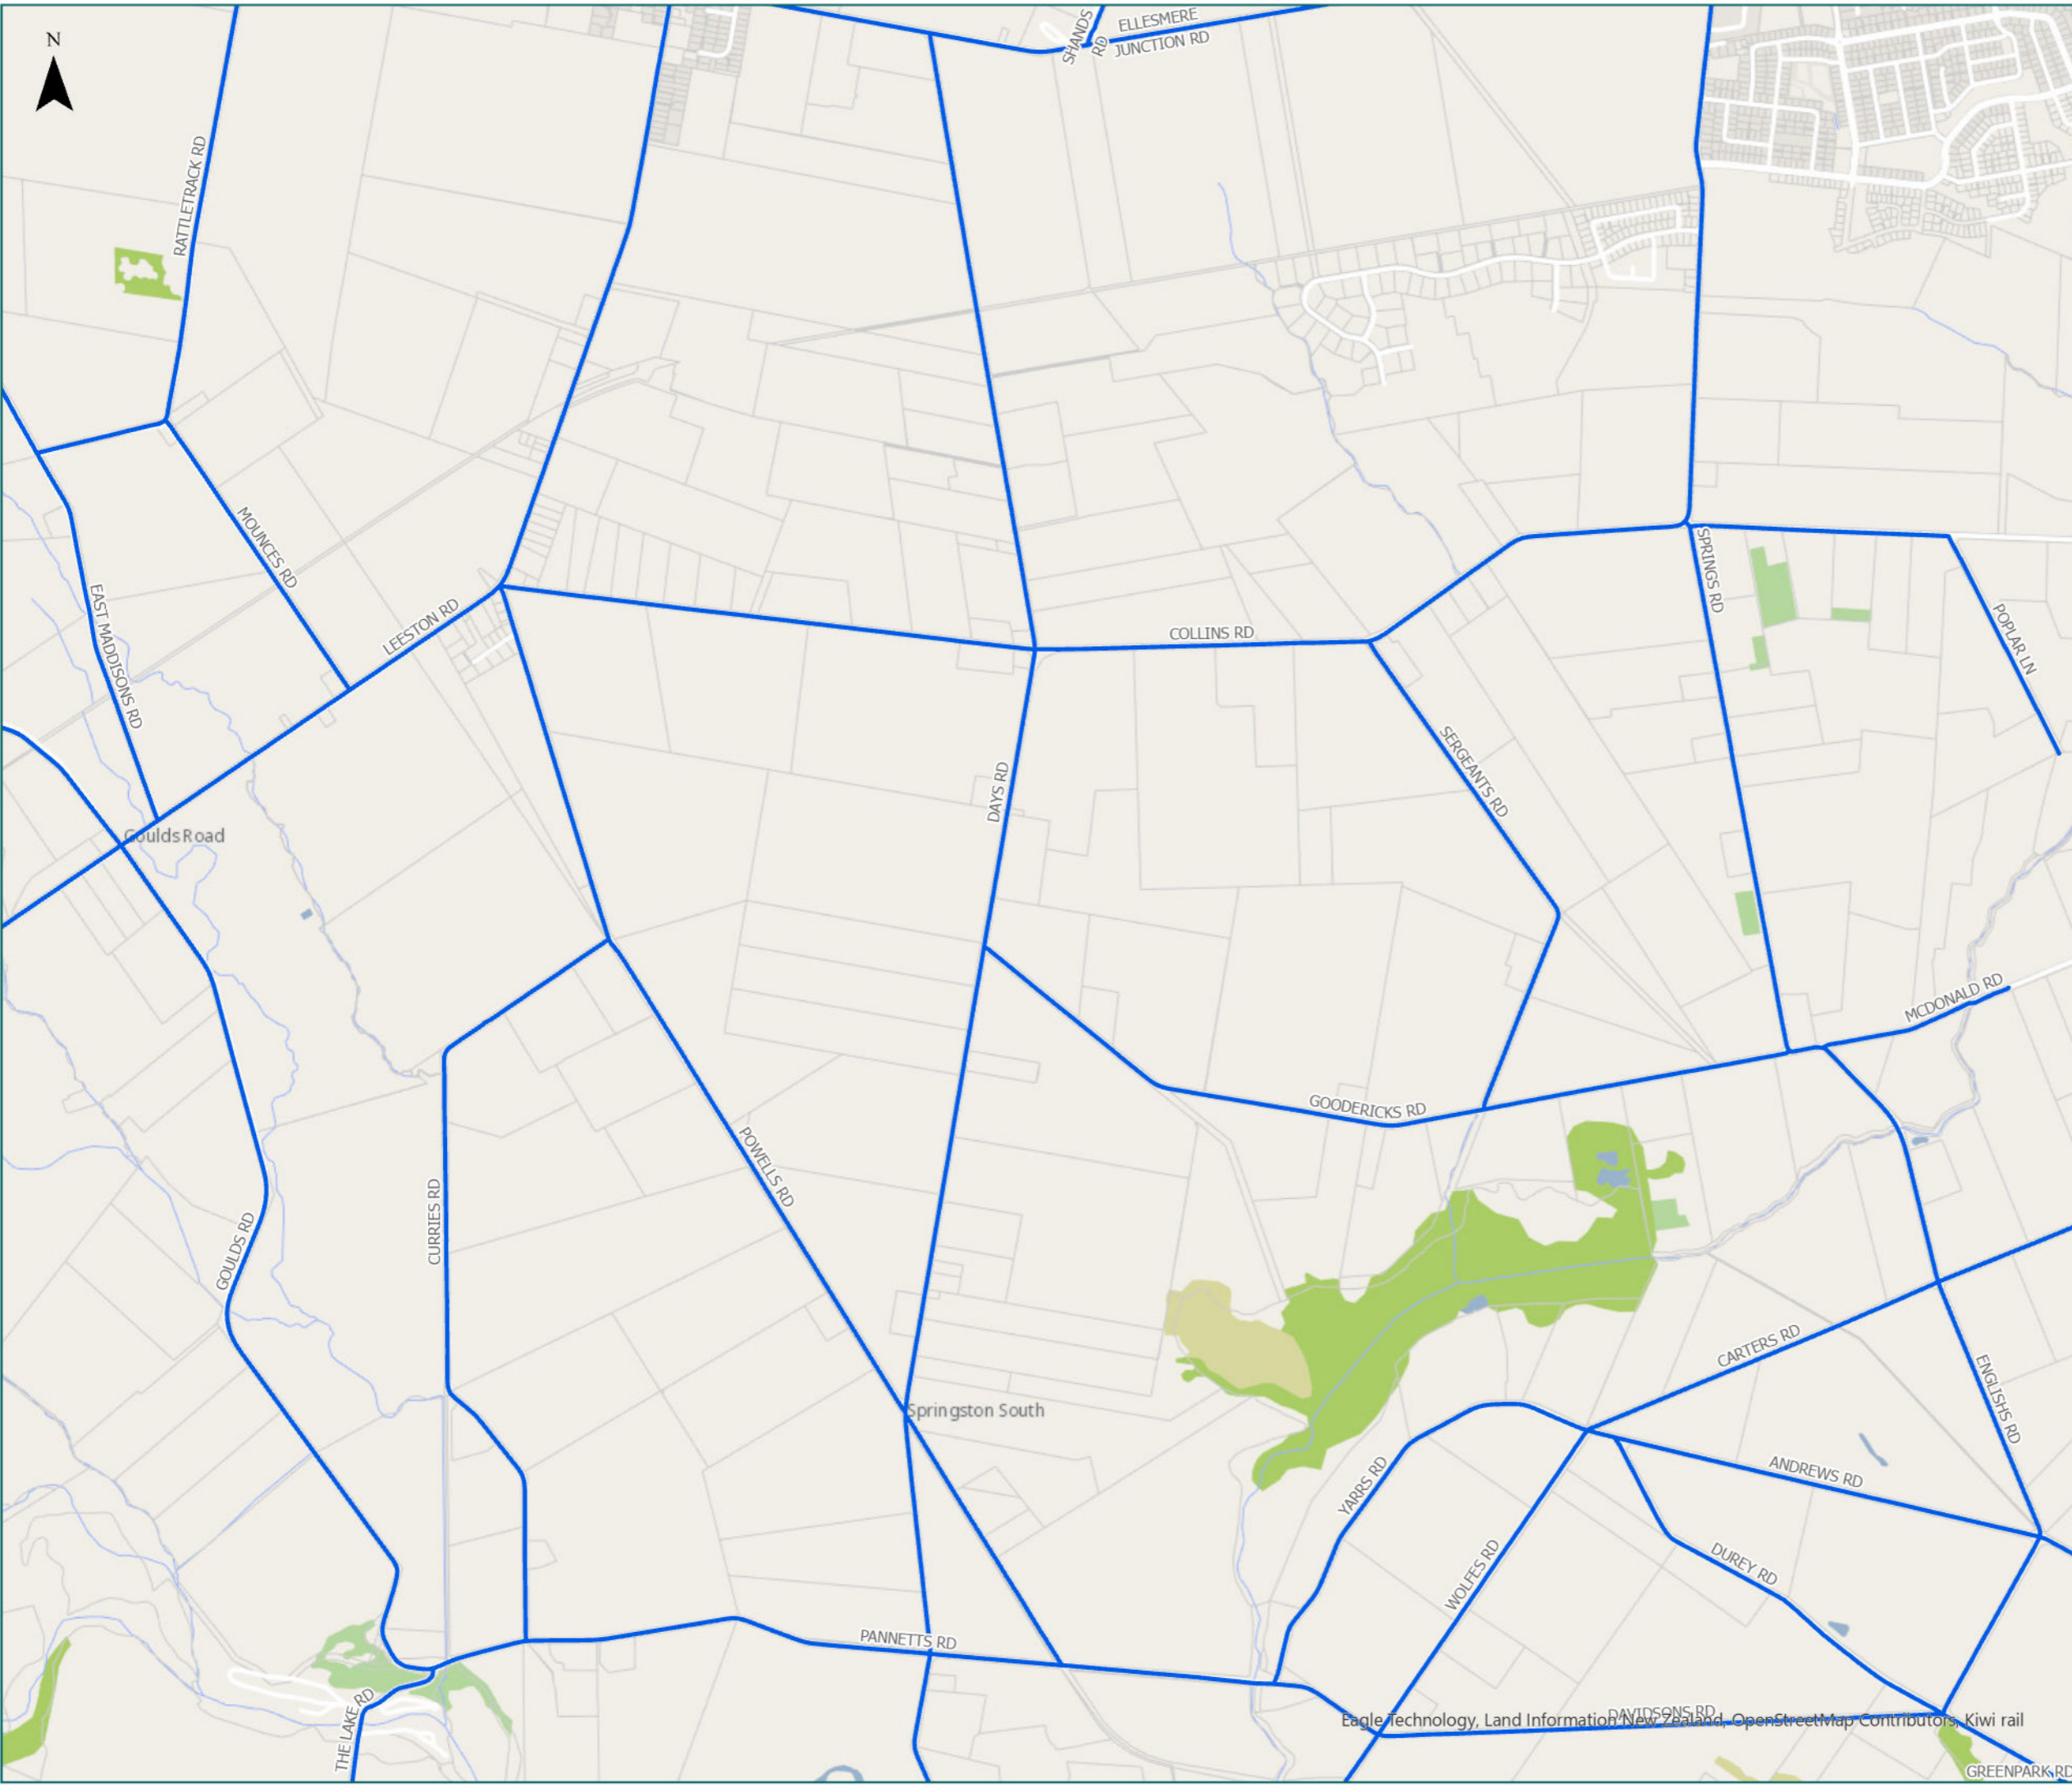 N
SHANDS
RD
ELLESMERE
JUNCTION RD
RATTLETRACK RD
MOUNCES RD
EAST MADDISONS RD
LEESTON RD
COLLINS RD
SPRINGS RD
POPLAR LN
SERGEANTS RD
DAYS RD
Goulds Road
MCDONALD RD
GOODERICKS RD
POWELLS RD
CURRIES RD
GOULDS RD
CARTERS RD
ENGLISHS RD
Springston South
ANDREWS RD
YARRS RD
WOLFES RD
DUREY RD
PANNETTS RD
THE LAKE RD
DAVIDSONS RD
Eagle Technology, Land Information New Zealand, OpenStreetMap Contributors, Kiwi rail
GREENPARK RD